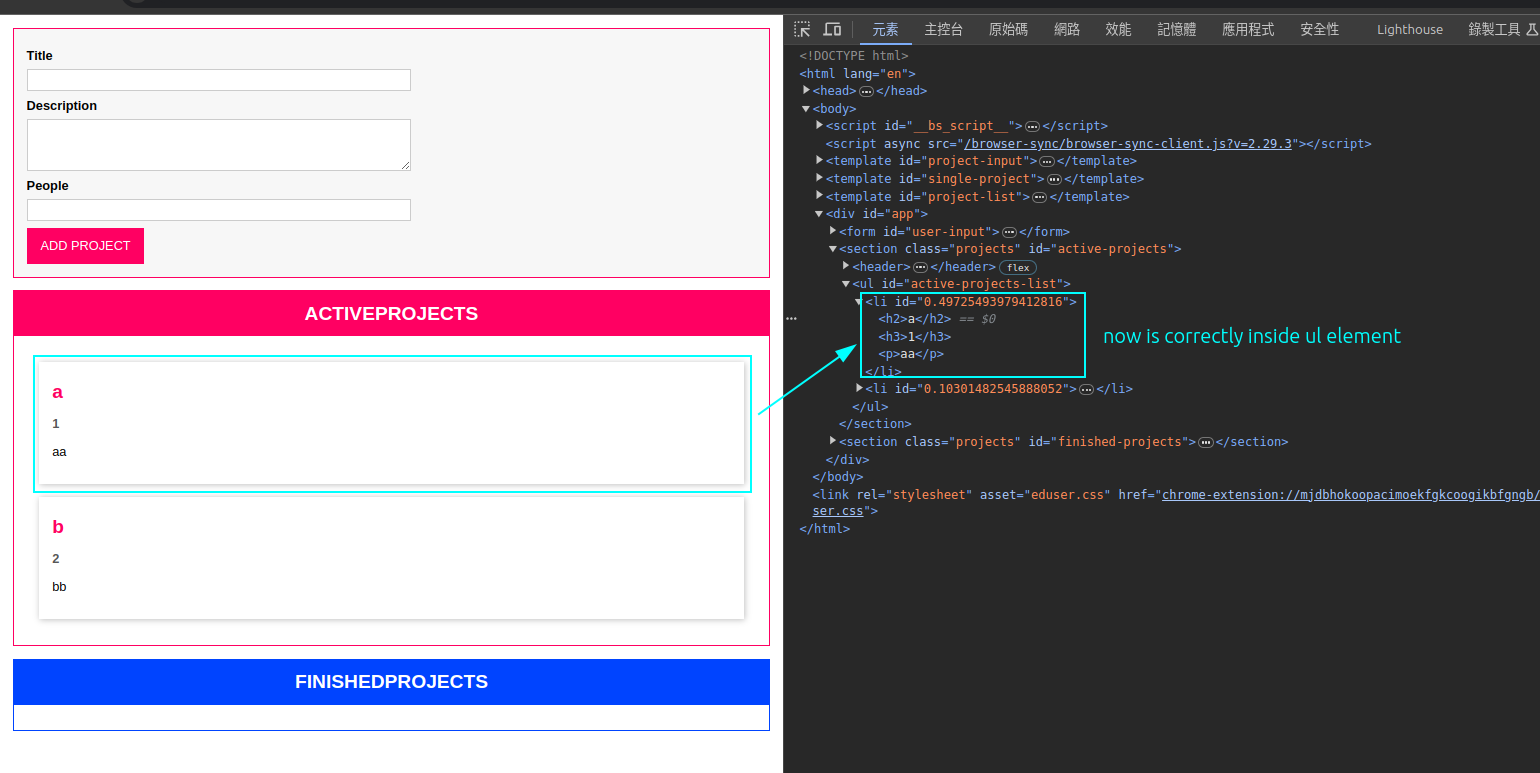 Title
Description
People
ADD PROJECT
ACTIVEPROJECTS
a
1
aa
b
2
bb
FINISHEDPROJECTS
元素 主控台 原始碼 網路 效能 記憶體 應用程式 安全性 Lighthouse 錄製工具
<!DOCTYPE html>
<html lang="en">
<head>…</head>
<body>
<script id="__bs_script__">…</script>
<script async src="/browser-sync/browser-sync-client.js?v=2.29.3"></script>
<template id="project-input">…</template>
<template id="single-project">…</template>
<template id="project-list">…</template>
<div id="app">
<form id="user-input">…</form>
<section class="projects" id="active-projects">
<header>…</header> flex
<ul id="active-projects-list">
<li id="0.49725493979412816">
<h2>a</h2> == $0
<h3>1</h3>
<p>aa</p>
</li>
<li id="0.10301482545888052">…</li>
</ul>
</section>
<section class="projects" id="finished-projects">…</section>
</div>
</body>
<link rel="stylesheet" asset="eduser.css" href="chrome-extension://mjdbhokoopacimoekfgkcoogikbfgngb/
ser.css">
</html>
now is correctly inside ul element